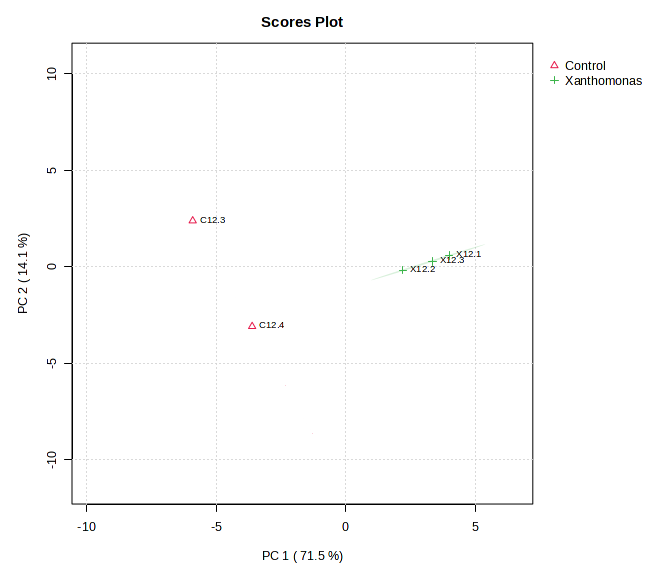 Scores Plot
Control
Xanthomonas
10
5
0
-5
-10
PC 2 ( 14.1 %)
C12.3
X12.1
X12.3
X12.2
C12.4
-10
-5
0
5
PC 1 ( 71.5 %)